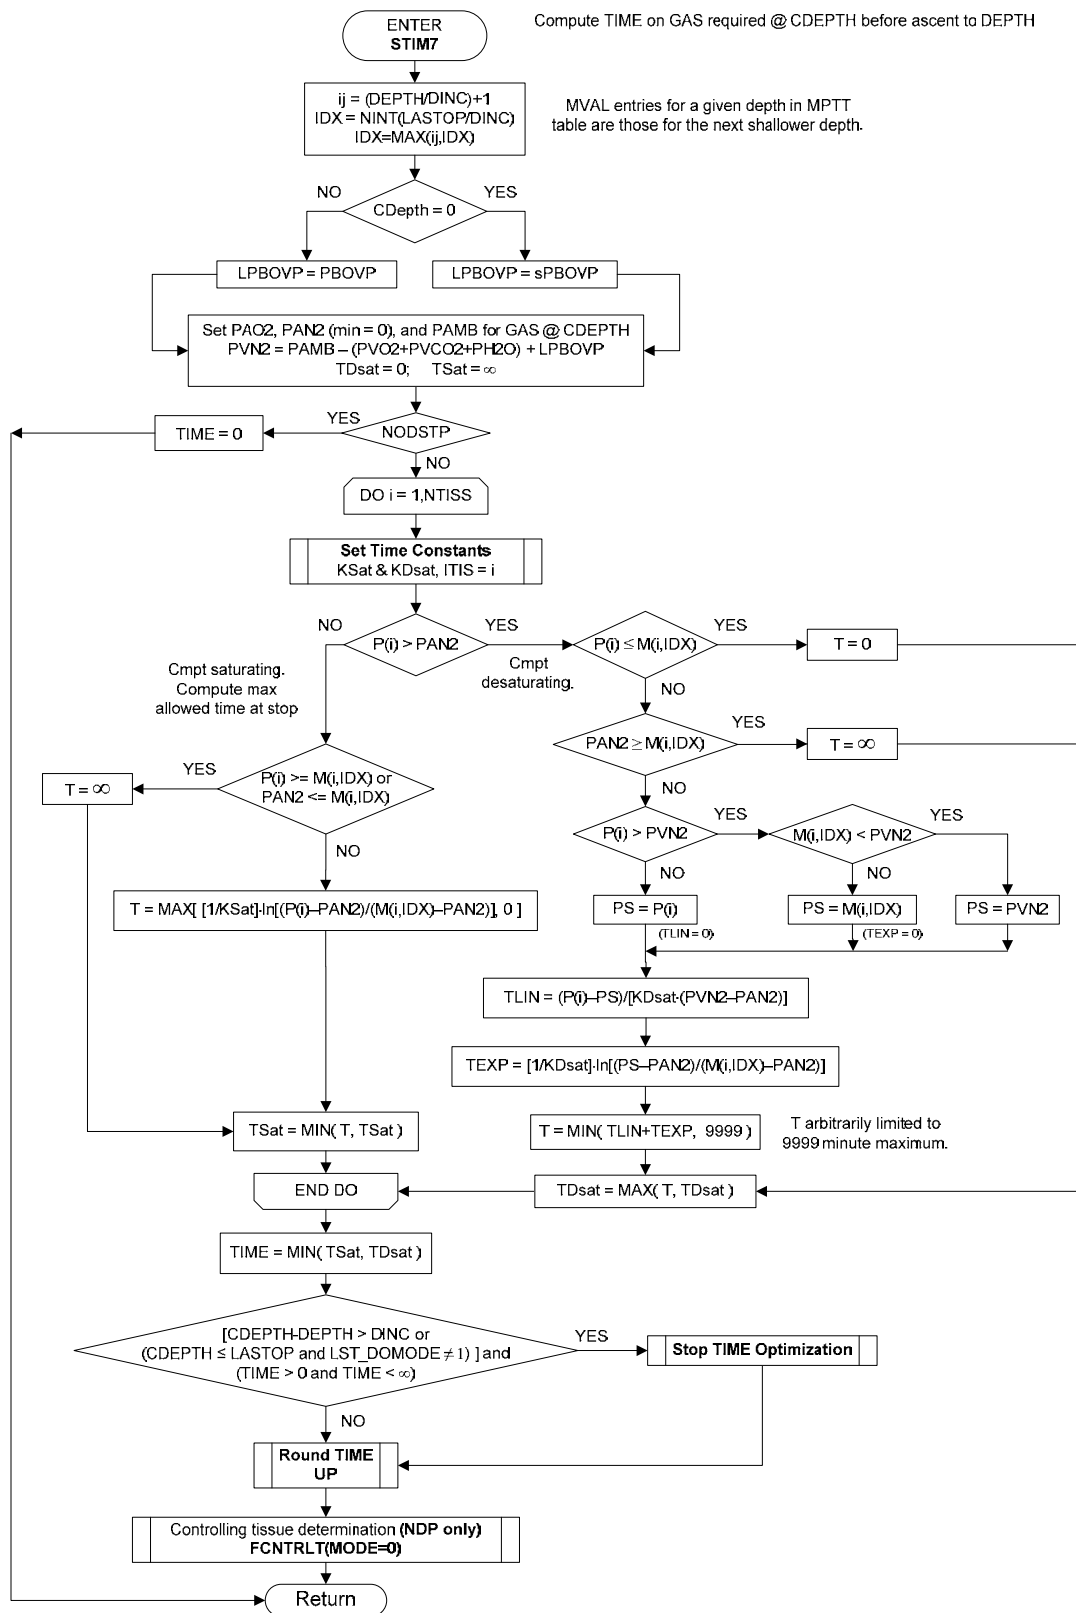 ENTER
STIM7
Compute TIME on GAS required @ CDEPTH before ascent to DEPTH
ij = (DEPTH/DINC)+1
IDX = NINT(LASTOP/DINC)
IDX=MAX(ij,IDX)
MVAL entries for a given depth in MPTT
table are those for the next shallower depth.
NO
YES
CDepth = 0
LPBOVP = PBOVP
LPBOVP = sPBOVP
Set PAO2, PAN2 (min = 0), and PAMB for GAS @ CDEPTH
PVN2 = PAMB – (PVO2+PVCO2+PH2O) + LPBOVP
TDsat = 0; TSat = ∞
YES
TIME = 0
NODSTP
NO
DO i = 1,NTISS
Set Time Constants
KSat & KDsat, ITIS = i
NO
P(i) > PAN2
YES
P(i) ≤ M(i,IDX)
YES
T = 0
Cmpt saturating.
Compute max
allowed time at stop
Cmpt
desaturating.
NO
PAN2 ≥ M(i,IDX)
YES
T = ∞
YES
T = ∞
P(i) >= M(i,IDX) or
PAN2 <= M(i,IDX)
NO
P(i) > PVN2
YES
M(i,IDX) < PVN2
YES
NO
NO
NO
T = MAX[ [1/KSat]·ln[(P(i)–PAN2)/(M(i,IDX)–PAN2)], 0 ]
PS = P(i)
PS = M(i,IDX)
PS = PVN2
(TLIN = 0)
(TEXP = 0)
TLIN = (P(i)–PS)/[KDsat·(PVN2–PAN2)]
TEXP = [1/KDsat]·ln[(PS–PAN2)/(M(i,IDX)–PAN2)]
TSat = MIN( T, TSat )
T = MIN( TLIN+TEXP, 9999 )
T arbitrarily limited to
9999 minute maximum.
END DO
TDsat = MAX( T, TDsat )
TIME = MIN( TSat, TDsat )
[CDEPTH-DEPTH > DINC or
(CDEPTH ≤ LASTOP and LST_DOMODE ≠ 1) ] and
(TIME > 0 and TIME < ∞)
YES
Stop TIME Optimization
NO
Round TIME
UP
Controlling tissue determination (NDP only)
FCNTRLT(MODE=0)
Return